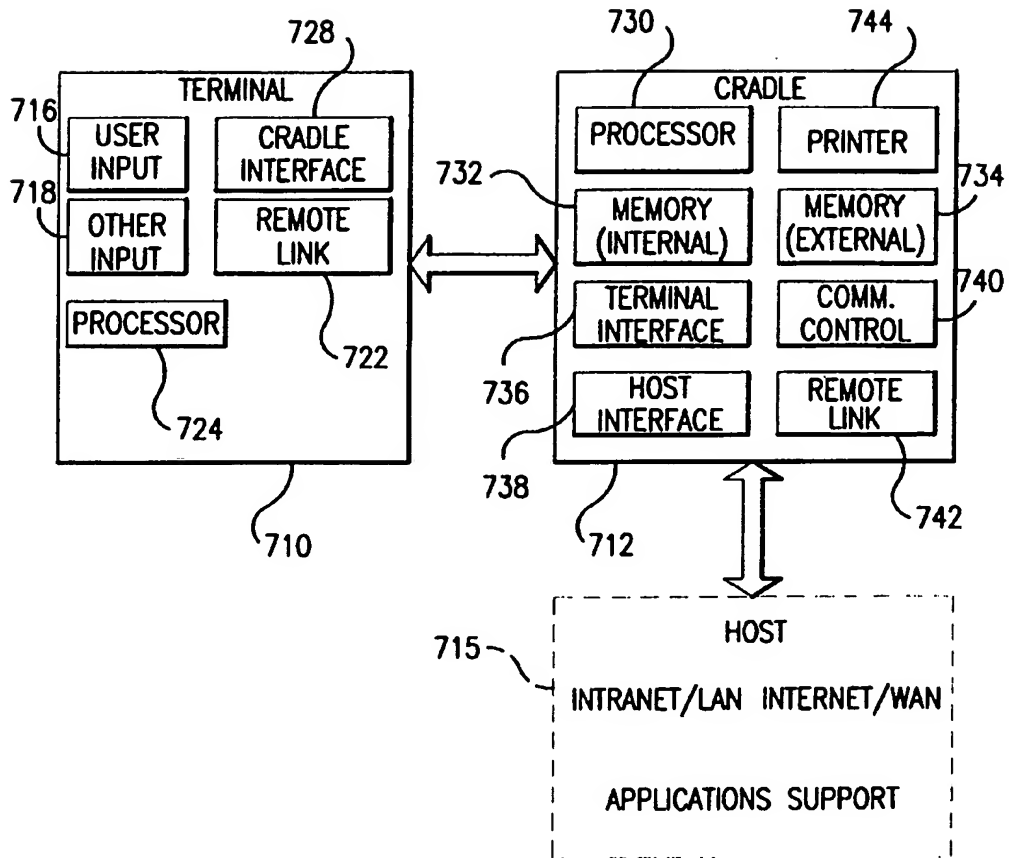 728
730
744
TERMINAL
CRADLE
716
USER
INPUT
CRADLE
INTERFACE
PROCESSOR
PRINTER
718
OTHER
INPUT
REMOTE
LINK
732
MEMORY
(INTERNAL)
MEMORY
(EXTERNAL)
734
PROCESSOR
722
724
TERMINAL
INTERFACE
COMM.
CONTROL
740
736
HOST
INTERFACE
REMOTE
LINK
738
742
710
712
715
HOST
INTRANET/LAN INTERNET/WAN
APPLICATIONS SUPPORT